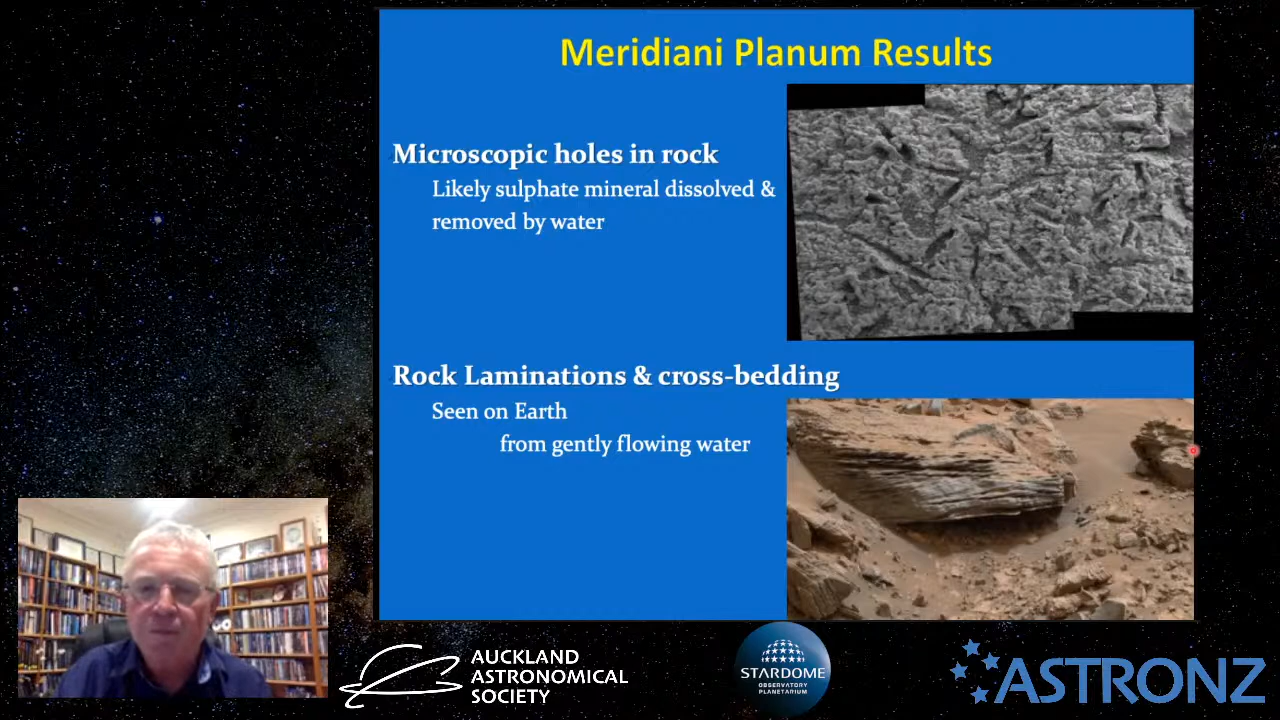 Meridiani Planum Results
Microscopic holes in rock
Likely sulphate mineral dissolved &
removed by water
Rock Laminations & cross-bedding
Seen on Earth
from gently flowing water
AUCKLAND
ASTRONOMICAL
SOCIETY
STARDOME
OBSERVATORY
PLANETARIUM
ASTRONZ